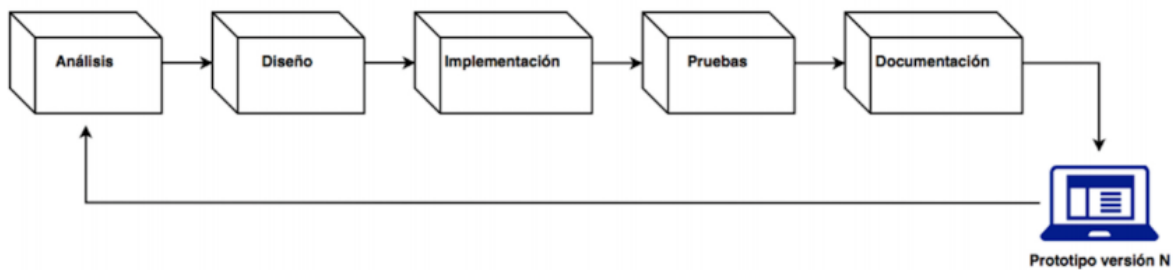 Análisis
Diseño
Implementación
Pruebas
Documentación
Prototipo versión N